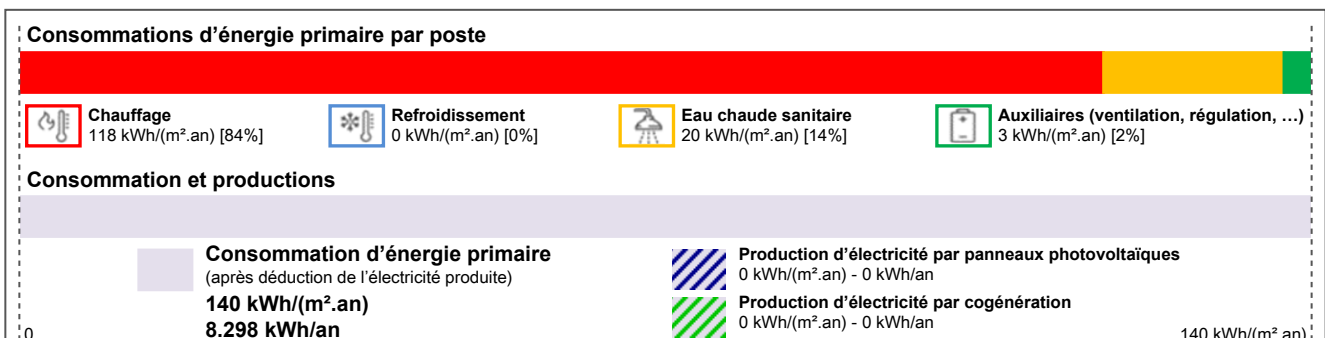 Consommations d’énergie primaire par poste
Chauffage
118 kWh/(m².an) [84%]
Refroidissement
0 kWh/(m².an) [0%]
Eau chaude sanitaire
20 kWh/(m².an) [14%]
Auxiliaires (ventilation, régulation, …)
3 kWh/(m².an) [2%]
Consommation et productions
Consommation d’énergie primaire
(après déduction de l’électricité produite)
140 kWh/(m².an)
8.298 kWh/an
Production d’électricité par panneaux photovoltaïques
0 kWh/(m².an) - 0 kWh/an
Production d’électricité par cogénération
0 kWh/(m².an) - 0 kWh/an
0
140 kWh/(m².an)